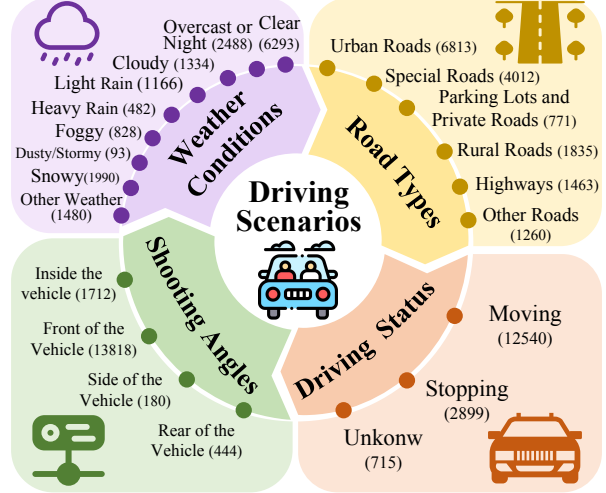 Overcast or
Night (2488)
Clear
(6293)
Cloudy (1334)
Light Rain (1166)
Heavy Rain (482)
Foggy (828)
Dusty/Stormy (93)
Snowy(1990)
Other Weather
(1480)
Weather
Conditions
Urban Roads (6813)
Special Roads (4012)
Parking Lots and
Private Roads (771)
Rural Roads (1835)
Highways (1463)
Other Roads
(1260)
Road Types
Driving
Scenarios
Inside the
vehicle (1712)
Front of the
Vehicle (13818)
Side of the
Vehicle (180)
Rear of the
Vehicle (444)
Shooting Angles
Driving Status
Moving
(12540)
Stopping
(2899)
Unkonw
(715)